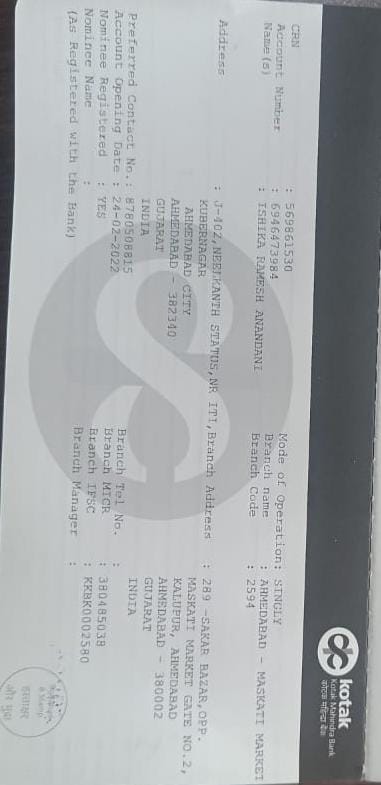 kotak
Kotak Mahindra Bank
कोटक महिन्द्रा बैंक
CRN : 569861530
Account Number : 6946473984
Name(s) : ISHIKA RAMESH ANANDANI
Mode of Operation: SINGLY
Branch name : AHMEDABAD - MASKATI MARKET
Branch Code : 2594
Address : J-402,NEELKANTH STATUS,NR ITI,
KUBERNAGAR
AHMEDABAD CITY
AHMEDABAD - 382340
GUJARAT
INDIA
Branch Address : 289 -SAKAR BAZAR,OPP.
MASKATI MARKET GATE NO.2,
KALUPUR, AHMEDABAD
AHMEDABAD - 380002
GUJARAT
INDIA
Preferred Contact No.: 8780508815
Account Opening Date : 24-02-2022
Nominee Registered : YES
Nominee Name :
(As Registered with the Bank)
Branch Tel No. :
Branch MICR : 380485038
Branch IFSC : KKBK0002580
Branch Manager :